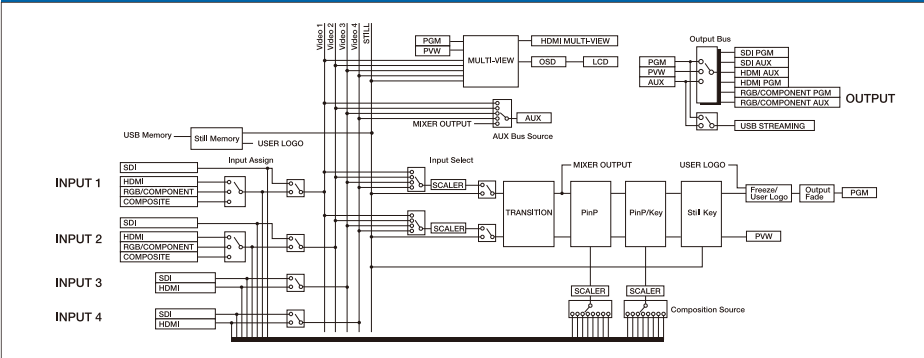 Video 1
Video 2
Video 3
Video 4
STILL
PGM
PVW
MULTI-VIEW
HDMI MULTI-VIEW
OSD
LCD
Output Bus
PGM
PVW
AUX
SDI PGM
SDI AUX
HDMI AUX
HDMI PGM
RGB/COMPONENT PGM
RGB/COMPONENT AUX
OUTPUT
USB STREAMING
MIXER OUTPUT
AUX
AUX Bus Source
USB Memory
Still Memory
USER LOGO
Input Assign
Input Select
INPUT 1
SDI
HDMI
RGB/COMPONENT
COMPOSITE
SCALER
MIXER OUTPUT
USER LOGO
TRANSITION
PinP
PinP/Key
Still Key
Freeze/
User Logo
Output
Fade
PGM
INPUT 2
SDI
HDMI
RGB/COMPONENT
COMPOSITE
SCALER
PVW
INPUT 3
SDI
HDMI
SCALER
SCALER
Composition Source
INPUT 4
SDI
HDMI